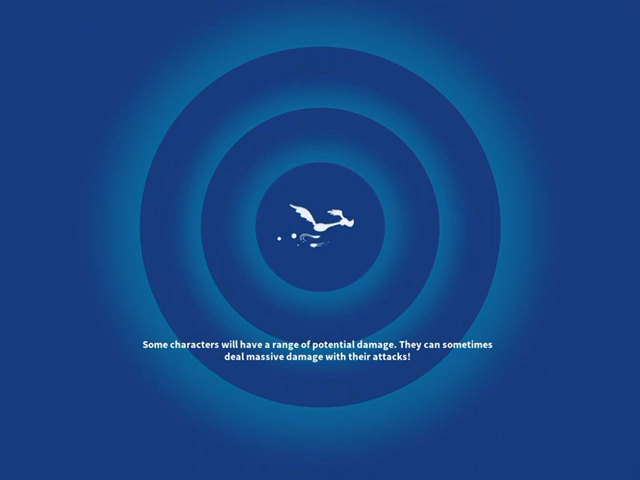 Some characters will have a range of potential damage. They can sometimes
deal massive damage with their attacks!